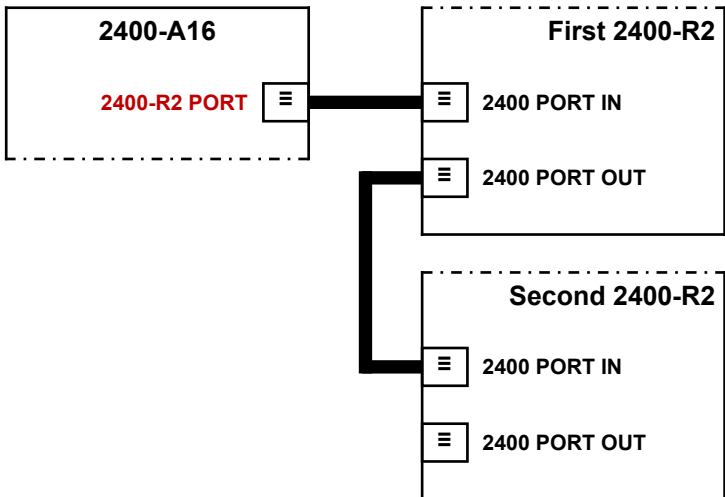 2400-A16
2400-R2 PORT
First 2400-R2
2400 PORT IN
2400 PORT OUT
Second 2400-R2
2400 PORT IN
2400 PORT OUT